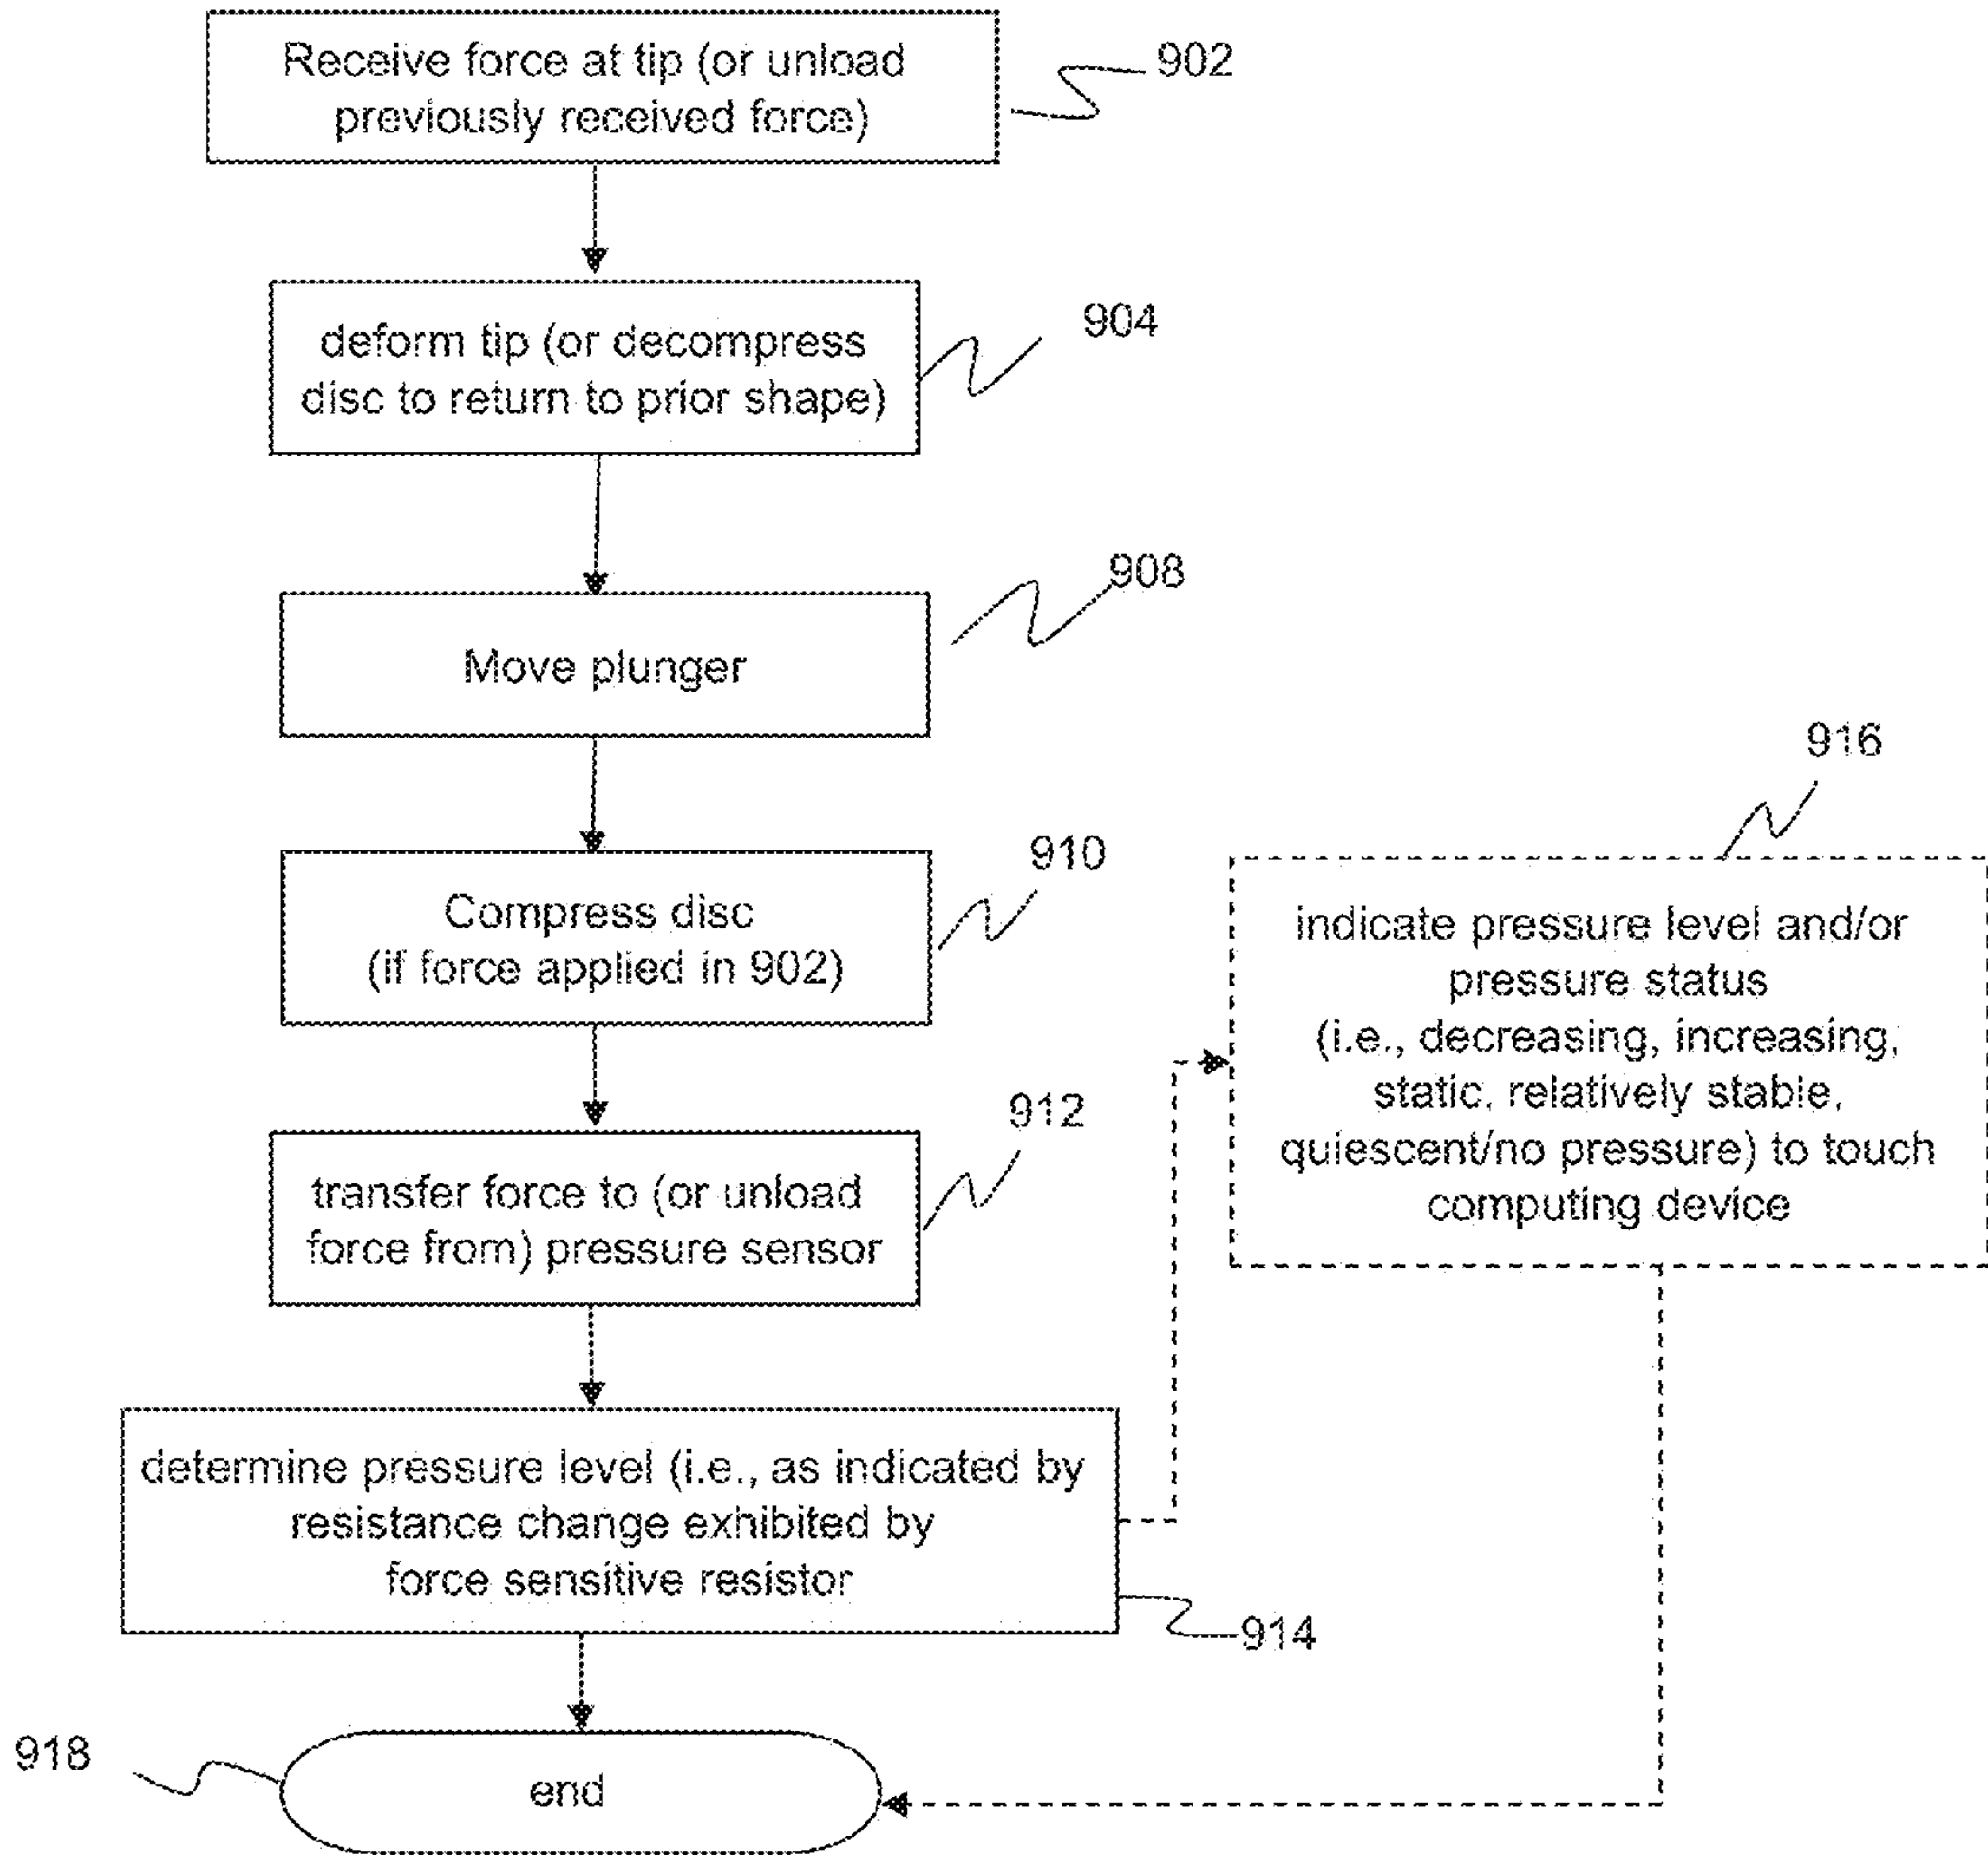 Receive force at tip (or unload
previously received force)
902
deform tip (or decompress
disc to return to prior shape)
904
Move plunger
908
Compress disc
(if force applied in 902)
910
transfer force to (or unload
force from) pressure sensor
912
determine pressure level (i.e., as indicated by
resistance change exhibited by
force sensitive resistor
914
916
indicate pressure level and/or
pressure status
(i.e., decreasing, increasing,
static, relatively stable,
quiescent/no pressure) to touch
computing device
918
end